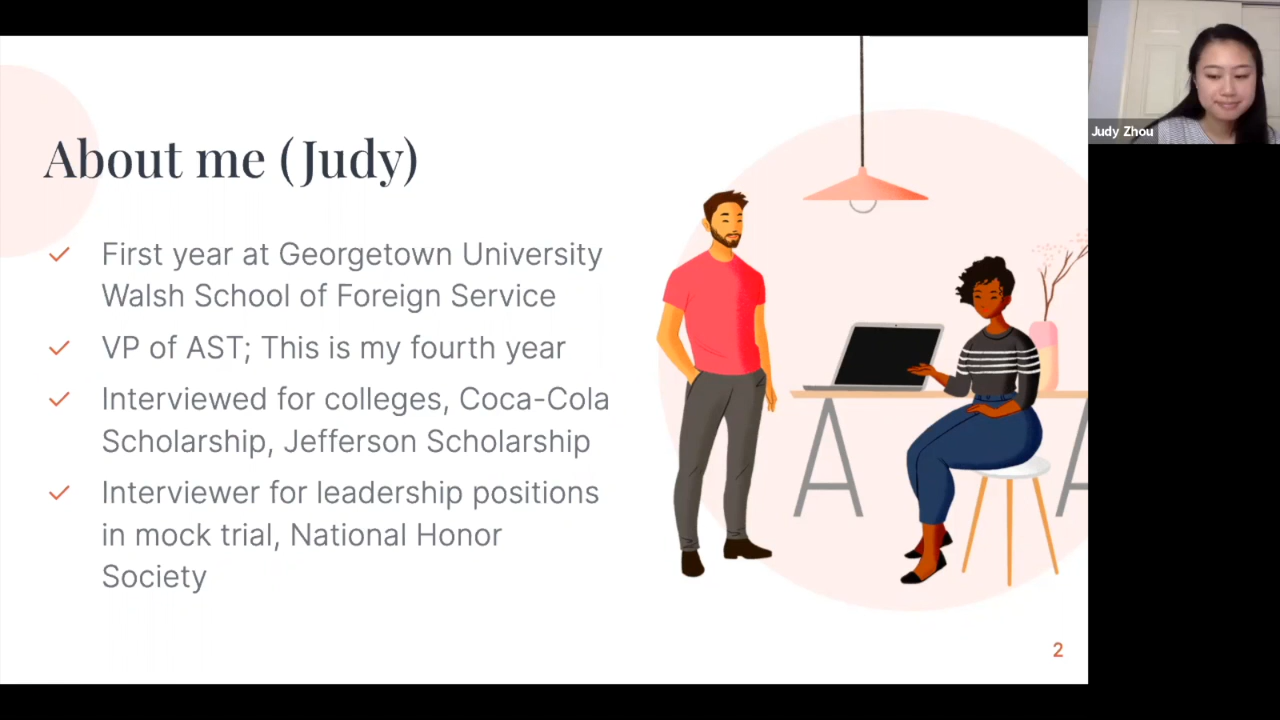 About me (Judy)
First year at Georgetown University
Walsh School of Foreign Service
VP of AST; This is my fourth year
Interviewed for colleges, Coca-Cola
Scholarship, Jefferson Scholarship
Interviewer for leadership positions
in mock trial, National Honor
Society
2
Judy Zhou